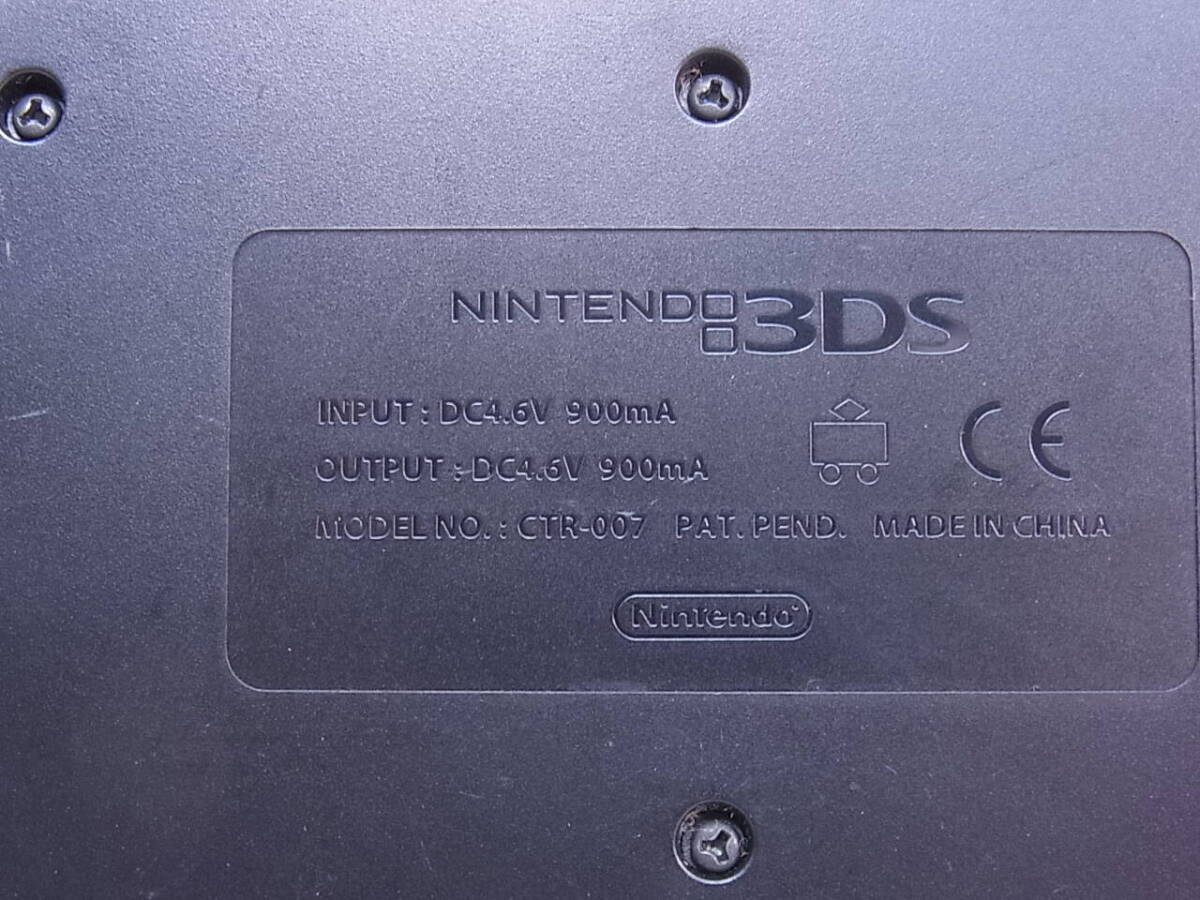 NINTENDO 3DS
INPUT : DC4.6V 900mA
OUTPUT : DC4.6V 900mA
CE
MODEL NO. : CTR-007 PAT. PEND. MADE IN CHINA
Nintendo